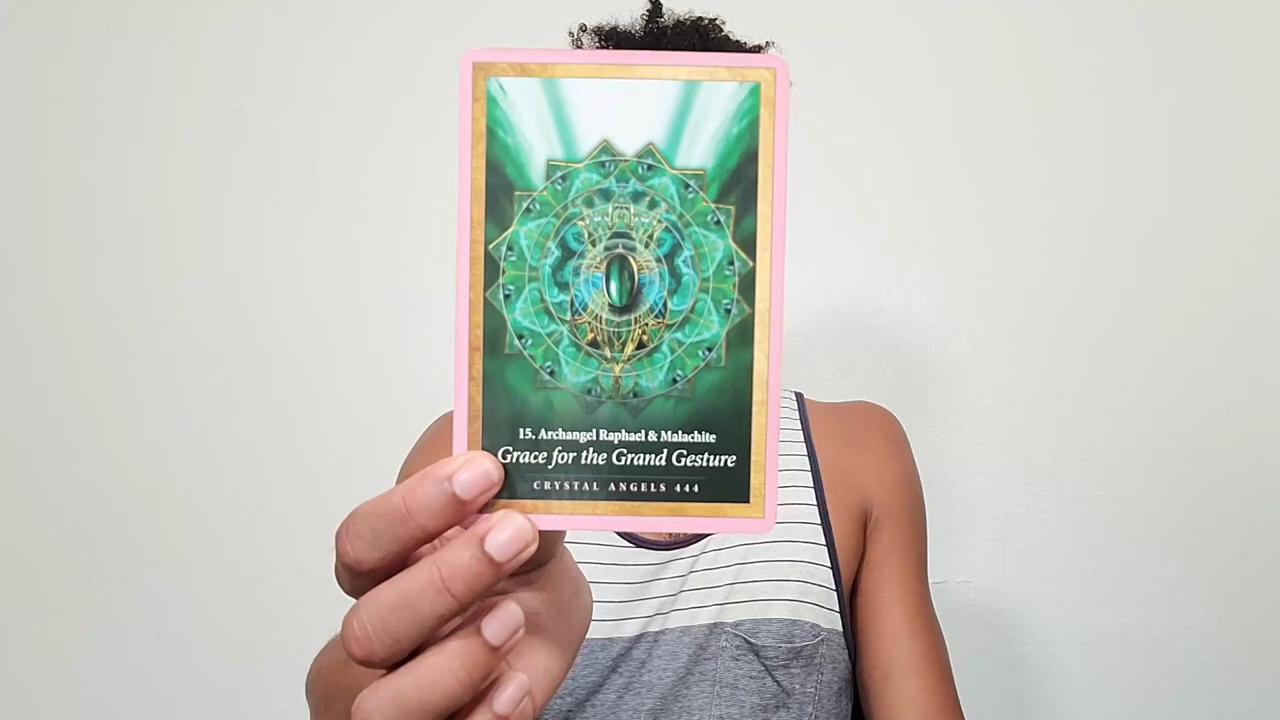 15. Archangel Raphael & Malachite
Grace for the Grand Gesture
CRYSTAL ANGELS 444